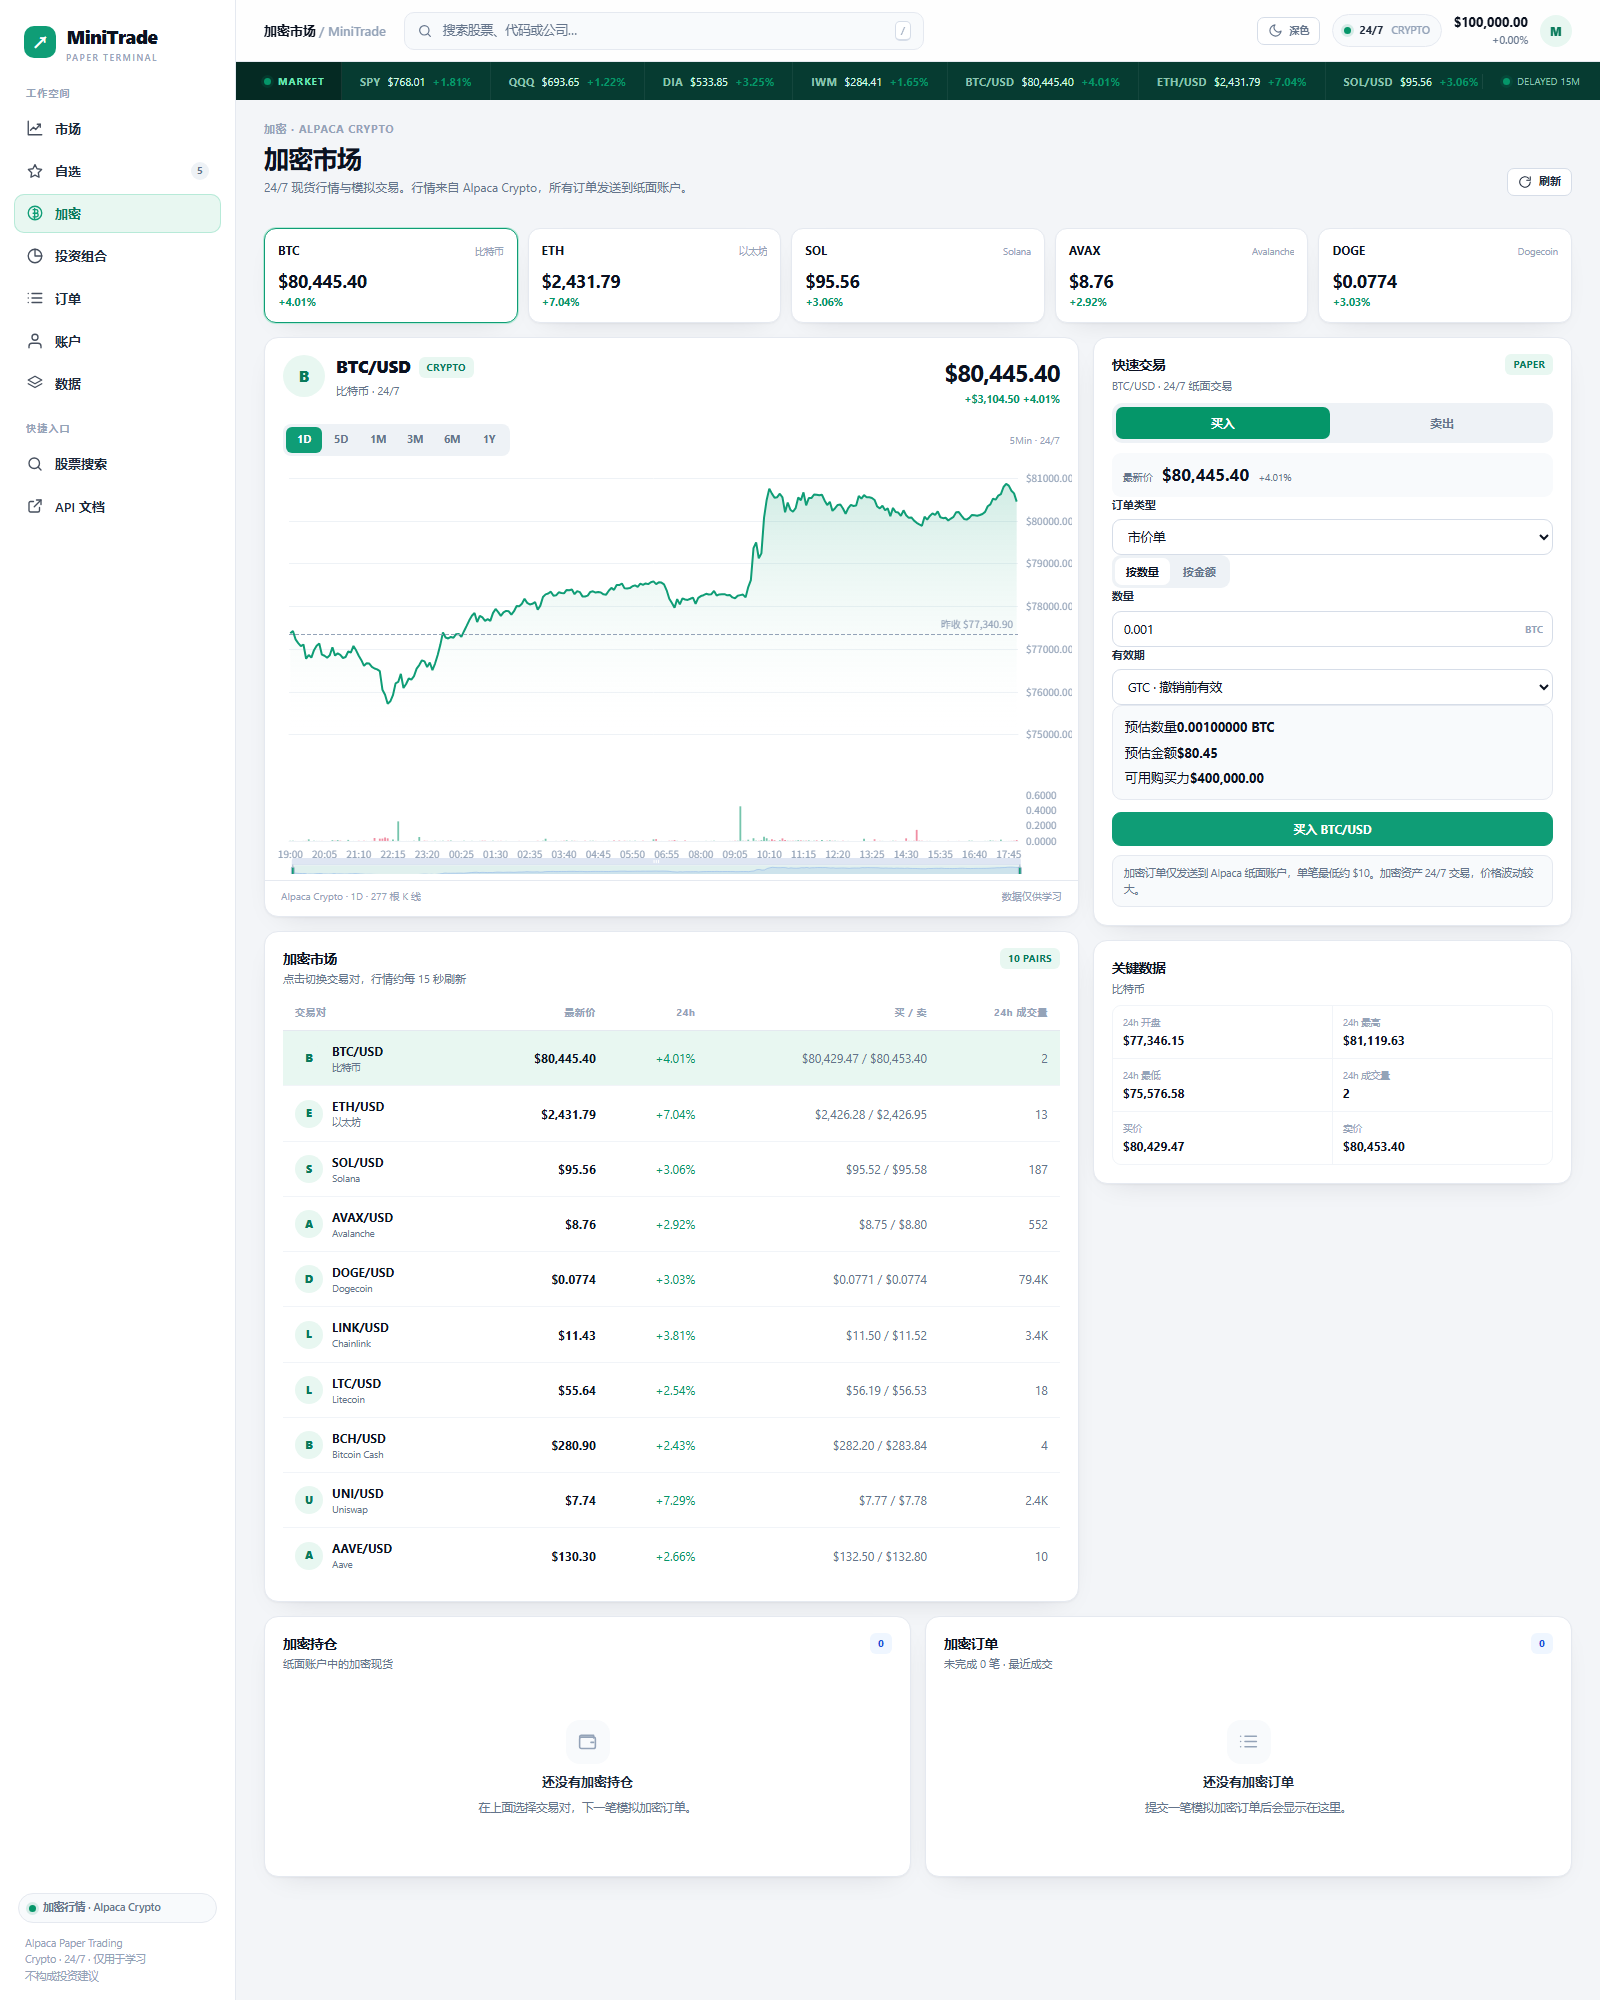 MiniTrade
PAPER TERMINAL
工作空间
市场
自选 5
加密
投资组合
订单
账户
数据
快捷入口
股票搜索
API 文档
加密行情 · Alpaca Crypto
Alpaca Paper Trading
Crypto · 24/7 · 仅用于学习
不构成投资建议
加密市场 / MiniTrade
搜索股票、代码或公司... /
深色
24/7 CRYPTO
$100,000.00
+0.00%
M
MARKET SPY $768.01 +1.81% QQQ $693.65 +1.22% DIA $533.85 +3.25% IWM $284.41 +1.65% BTC/USD $80,445.40 +4.01% ETH/USD $2,431.79 +7.04% SOL/USD $95.56 +3.06% DELAYED 15M
加密 · ALPACA CRYPTO
加密市场
24/7 现货行情与模拟交易。行情来自 Alpaca Crypto，所有订单发送到纸面账户。
刷新
BTC 比特币
$80,445.40
+4.01%
ETH 以太坊
$2,431.79
+7.04%
SOL Solana
$95.56
+3.06%
AVAX Avalanche
$8.76
+2.92%
DOGE Dogecoin
$0.0774
+3.03%
B
BTC/USD CRYPTO
比特币 · 24/7
$80,445.40
+$3,104.50 +4.01%
1D 5D 1M 3M 6M 1Y
5Min · 24/7
$81000.00
$80000.00
$79000.00
$78000.00
昨收 $77,340.90
$77000.00
$76000.00
$75000.00
0.6000
0.4000
0.2000
0.0000
19:00 20:05 21:10 22:15 23:20 00:25 01:30 02:35 03:40 04:45 05:50 06:55 08:00 09:05 10:10 11:15 12:20 13:25 14:30 15:35 16:40 17:45
Alpaca Crypto · 1D · 277 根 K 线
数据仅供学习
快速交易 PAPER
BTC/USD · 24/7 纸面交易
买入 卖出
最新价 $80,445.40 +4.01%
订单类型
市价单
按数量 按金额
数量
0.001 BTC
有效期
GTC · 撤销前有效
预估数量0.00100000 BTC
预估金额$80.45
可用购买力$400,000.00
买入 BTC/USD
加密订单仅发送到 Alpaca 纸面账户，单笔最低约 $10。加密资产 24/7 交易，价格波动较
大。
加密市场 10 PAIRS
点击切换交易对，行情约每 15 秒刷新
交易对 最新价 24h 买 / 卖 24h 成交量
B BTC/USD $80,445.40 +4.01% $80,429.47 / $80,453.40 2
比特币
E ETH/USD $2,431.79 +7.04% $2,426.28 / $2,426.95 13
以太坊
S SOL/USD $95.56 +3.06% $95.52 / $95.58 187
Solana
A AVAX/USD $8.76 +2.92% $8.75 / $8.80 552
Avalanche
D DOGE/USD $0.0774 +3.03% $0.0771 / $0.0774 79.4K
Dogecoin
L LINK/USD $11.43 +3.81% $11.50 / $11.52 3.4K
Chainlink
L LTC/USD $55.64 +2.54% $56.19 / $56.53 18
Litecoin
B BCH/USD $280.90 +2.43% $282.20 / $283.84 4
Bitcoin Cash
U UNI/USD $7.74 +7.29% $7.77 / $7.78 2.4K
Uniswap
A AAVE/USD $130.30 +2.66% $132.50 / $132.80 10
Aave
关键数据
比特币
24h 开盘 24h 最高
$77,346.15 $81,119.63
24h 最低 24h 成交量
$75,576.58 2
买价 卖价
$80,429.47 $80,453.40
加密持仓 0
纸面账户中的加密现货
还没有加密持仓
在上面选择交易对，下一笔模拟加密订单。
加密订单 0
未完成 0 笔 · 最近成交
还没有加密订单
提交一笔模拟加密订单后会显示在这里。